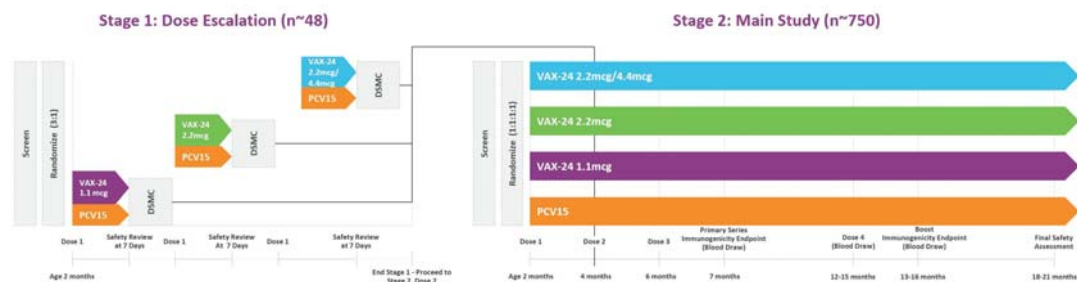 Stage 1: Dose Escalation (n~48)
Screen
Randomize (3:1)
VAX-24
1.1 mcg
PCV15
DSMC
VAX-24
2.2mcg
PCV15
DSMC
VAX-24
2.2mcg/
4.4mcg
PCV15
DSMC
Dose 1
Safety Review
at 7 Days
Dose 1
Safety Review
At 7 Days
Dose 1
Safety Review
at 7 Days
Age 2 months
End Stage 1 - Proceed to
Stage 2, Dose 2
Stage 2: Main Study (n~750)
Screen
Randomize (1:1:1:1)
VAX-24 2.2mcg/4.4mcg
VAX-24 2.2mcg
VAX-24 1.1mcg
PCV15
Dose 1
Dose 2
Dose 3
Primary Series
Immunogenicity Endpoint
(Blood Draw)
Dose 4
(Blood Draw)
Boost
Immunogenicity Endpoint
(Blood Draw)
Final Safety
Assessment
Age 2 months
4 months
6 months
7 months
12-15 months
13-16 months
18-21 months